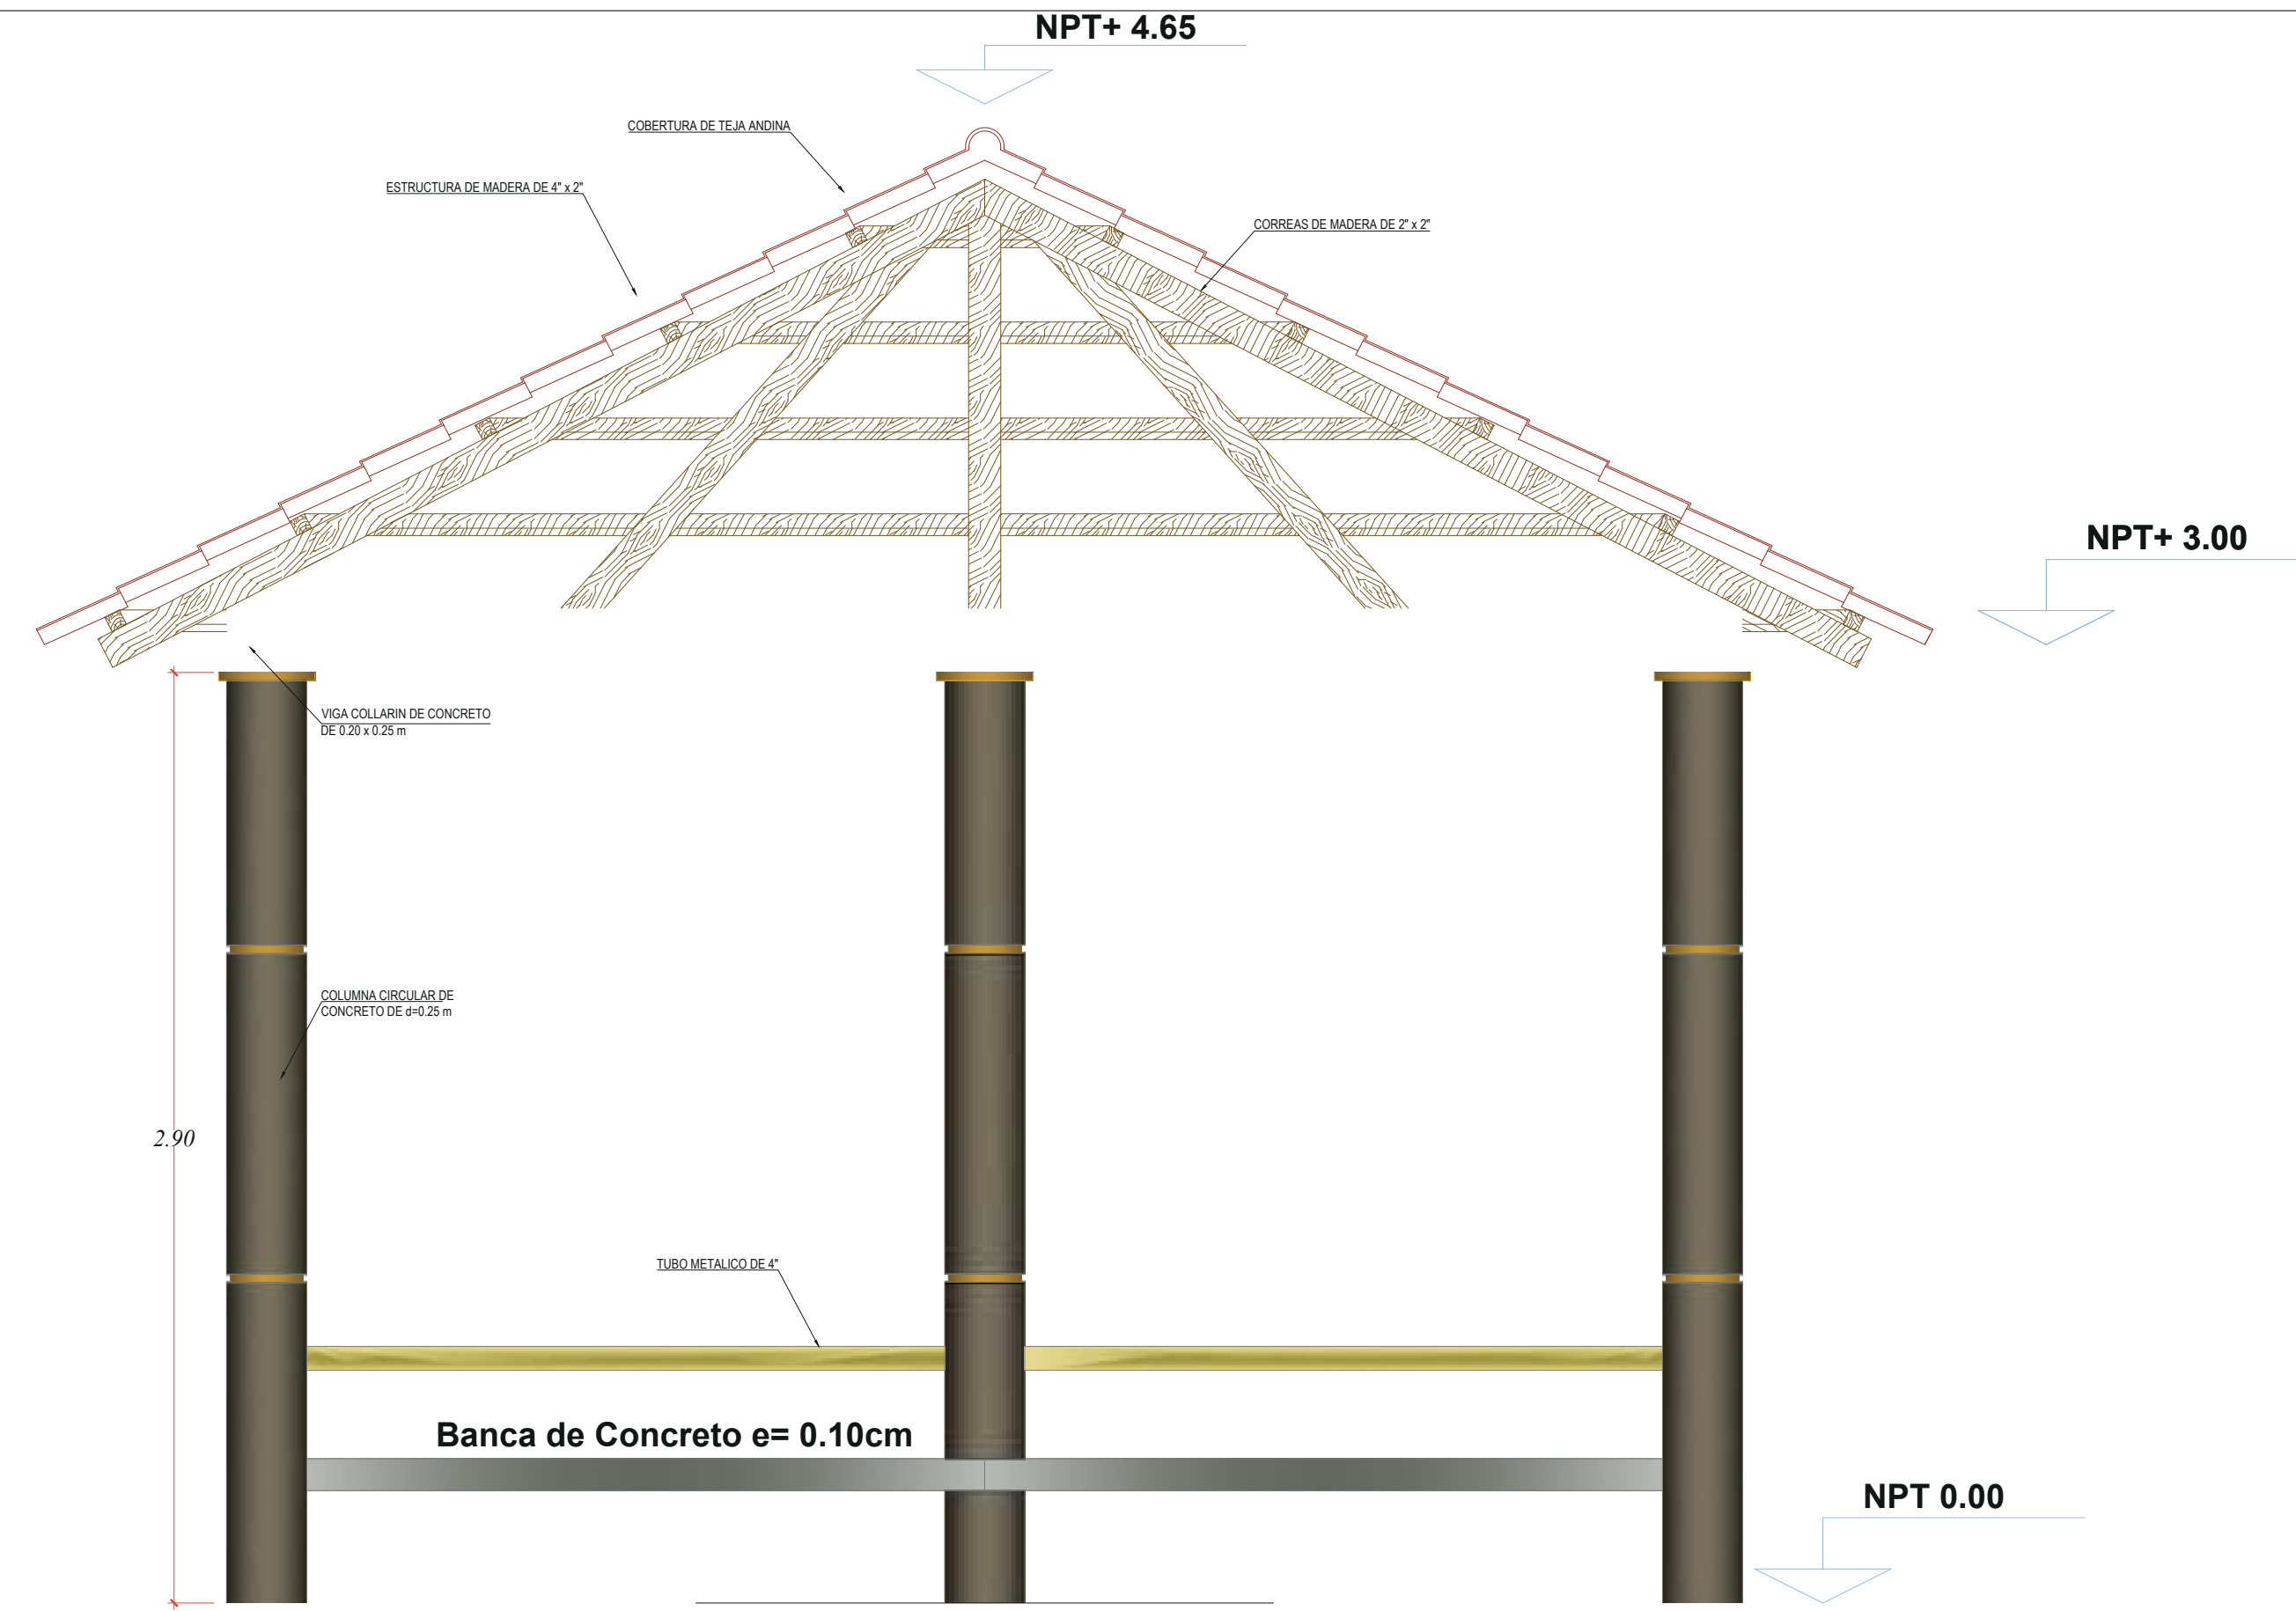 NPT+ 4.65
COBERTURA DE TEJA ANDINA
ESTRUCTURA DE MADERA DE 4" x 2"
CORREAS DE MADERA DE 2" x 2"
NPT+ 3.00
VIGA COLLARIN DE CONCRETO
DE 0.20 x 0.25 m
COLUMNA CIRCULAR DE
CONCRETO DE d=0.25 m
2.90
TUBO METALICO DE 4"
Banca de Concreto e= 0.10cm
NPT 0.00